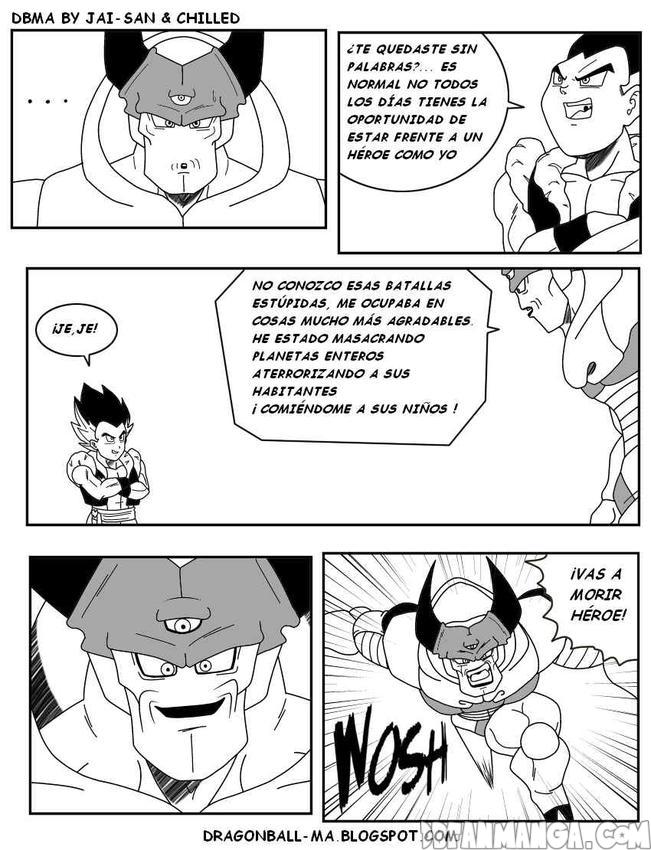 DBMA BY JAI-SAN & CHILLED
...
¿TE QUEDASTE SIN
PALABRAS?... ES
NORMAL NO TODOS
LOS DÍAS TIENES LA
OPORTUNIDAD DE
ESTAR FRENTE A UN
HÉROE COMO YO
¡JE,JE!
NO CONOZCO ESAS BATALLAS
ESTÚPIDAS, ME OCUPABA EN
COSAS MUCHO MÁS AGRADABLES.
HE ESTADO MASACRANDO
PLANETAS ENTEROS
ATERRORIZANDO A SUS
HABITANTES
¡ COMIÉNDOME A SUS NIÑOS !
¡VAS A
MORIR
HÉROE!
WOSH
DRAGONBALL-MA.BLOGSPOT.COM